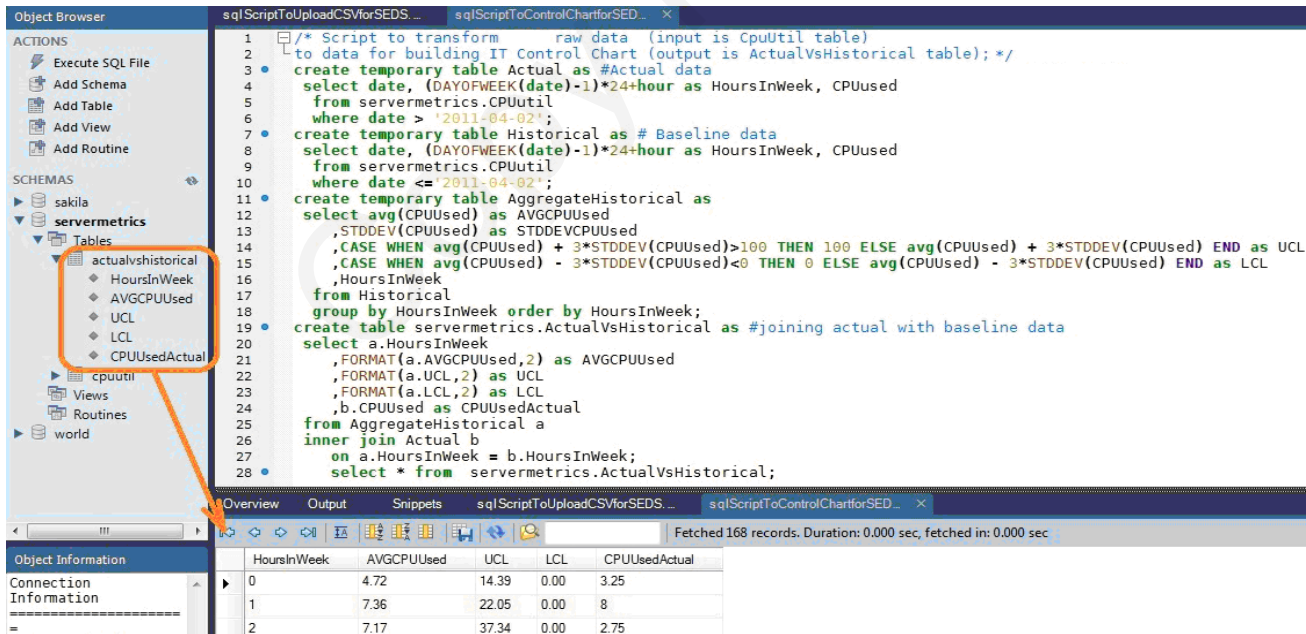 Object Browser
sqlScriptToUploadCSVforSEDS....
sqlScriptToControlChartforSED... ×
ACTIONS
Execute SQL File
Add Schema
Add Table
Add View
Add Routine
SCHEMAS
sakila
servermetrics
Tables
actualvshistorical
HoursInWeek
AVGCPUUsed
UCL
LCL
CPUUsedActual
cpuutil
Views
Routines
world
1 /* Script to transform raw data (input is CpuUtil table)
2 to data for building IT Control Chart (output is ActualVsHistorical table); */
3 create temporary table Actual as #Actual data
4 select date, (DAYOFWEEK(date)-1)*24+hour as HoursInWeek, CPUused
5 from servermetrics.CPUutil
6 where date > '2011-04-02';
7 create temporary table Historical as # Baseline data
8 select date, (DAYOFWEEK(date)-1)*24+hour as HoursInWeek, CPUused
9 from servermetrics.CPUutil
10 where date <='2011-04-02';
11 create temporary table AggregateHistorical as
12 select avg(CPUUsed) as AVGCPUUsed
13 ,STDDEV(CPUUsed) as STDDEVCPUUsed
14 ,CASE WHEN avg(CPUUsed) + 3*STDDEV(CPUUsed)>100 THEN 100 ELSE avg(CPUUsed) + 3*STDDEV(CPUUsed) END as UCL
15 ,CASE WHEN avg(CPUUsed) - 3*STDDEV(CPUUsed)<0 THEN 0 ELSE avg(CPUUsed) - 3*STDDEV(CPUUsed) END as LCL
16 ,HoursInWeek
17 from Historical
18 group by HoursInWeek order by HoursInWeek;
19 create table servermetrics.ActualVsHistorical as #joining actual with baseline data
20 select a.HoursInWeek
21 ,FORMAT(a.AVGCPUUsed,2) as AVGCPUUsed
22 ,FORMAT(a.UCL,2) as UCL
23 ,FORMAT(a.LCL,2) as LCL
24 ,b.CPUUsed as CPUUsedActual
25 from AggregateHistorical a
26 inner join Actual b
27 on a.HoursInWeek = b.HoursInWeek;
28 select * from servermetrics.ActualVsHistorical;
Overview Output Snippets sqlScriptToUploadCSVforSEDS.... sqlScriptToControlChartforSED... ×
Fetched 168 records. Duration: 0.000 sec, fetched in: 0.000 sec
HoursInWeek AVGCPUUsed UCL LCL CPUUsedActual
0 4.72 14.39 0.00 3.25
1 7.36 22.05 0.00 8
2 7.17 37.34 0.00 2.75
Object Information
Connection
Information
=====================
=